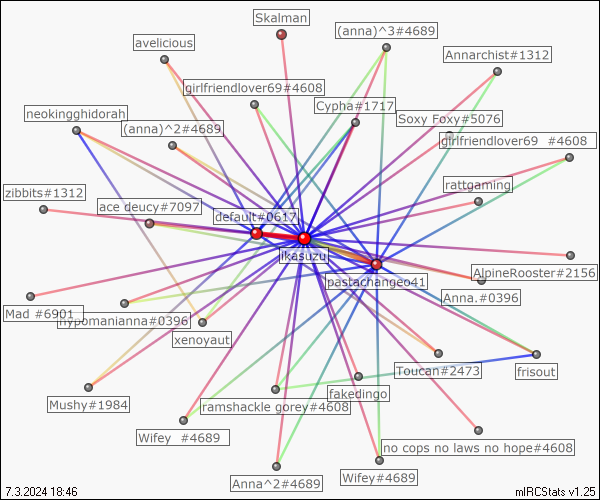 Skalman
(anna)^3#4689
avelicious
Annarchist#1312
girlfriendlover69#4608
Cypha#1717
neokingghidorah
Soxy Foxy#5076
(anna)^2#4689
girlfriendlover69 #4608
rattgaming
zibbits#1312
ace deucy#7097
default#0617
ikasuzu
AlpineRooster#2156
pastachangeo41
Anna.#0396
Mad #6901
hypomanianna#0396
xenoyaut
Toucan#2473
frisout
fakedingo
Mushy#1984
ramshackle gorey#4608
Wifey #4689
no cops no laws no hope#4608
Wifey#4689
Anna^2#4689
7.3.2024 18:46
mIRCStats v1.25